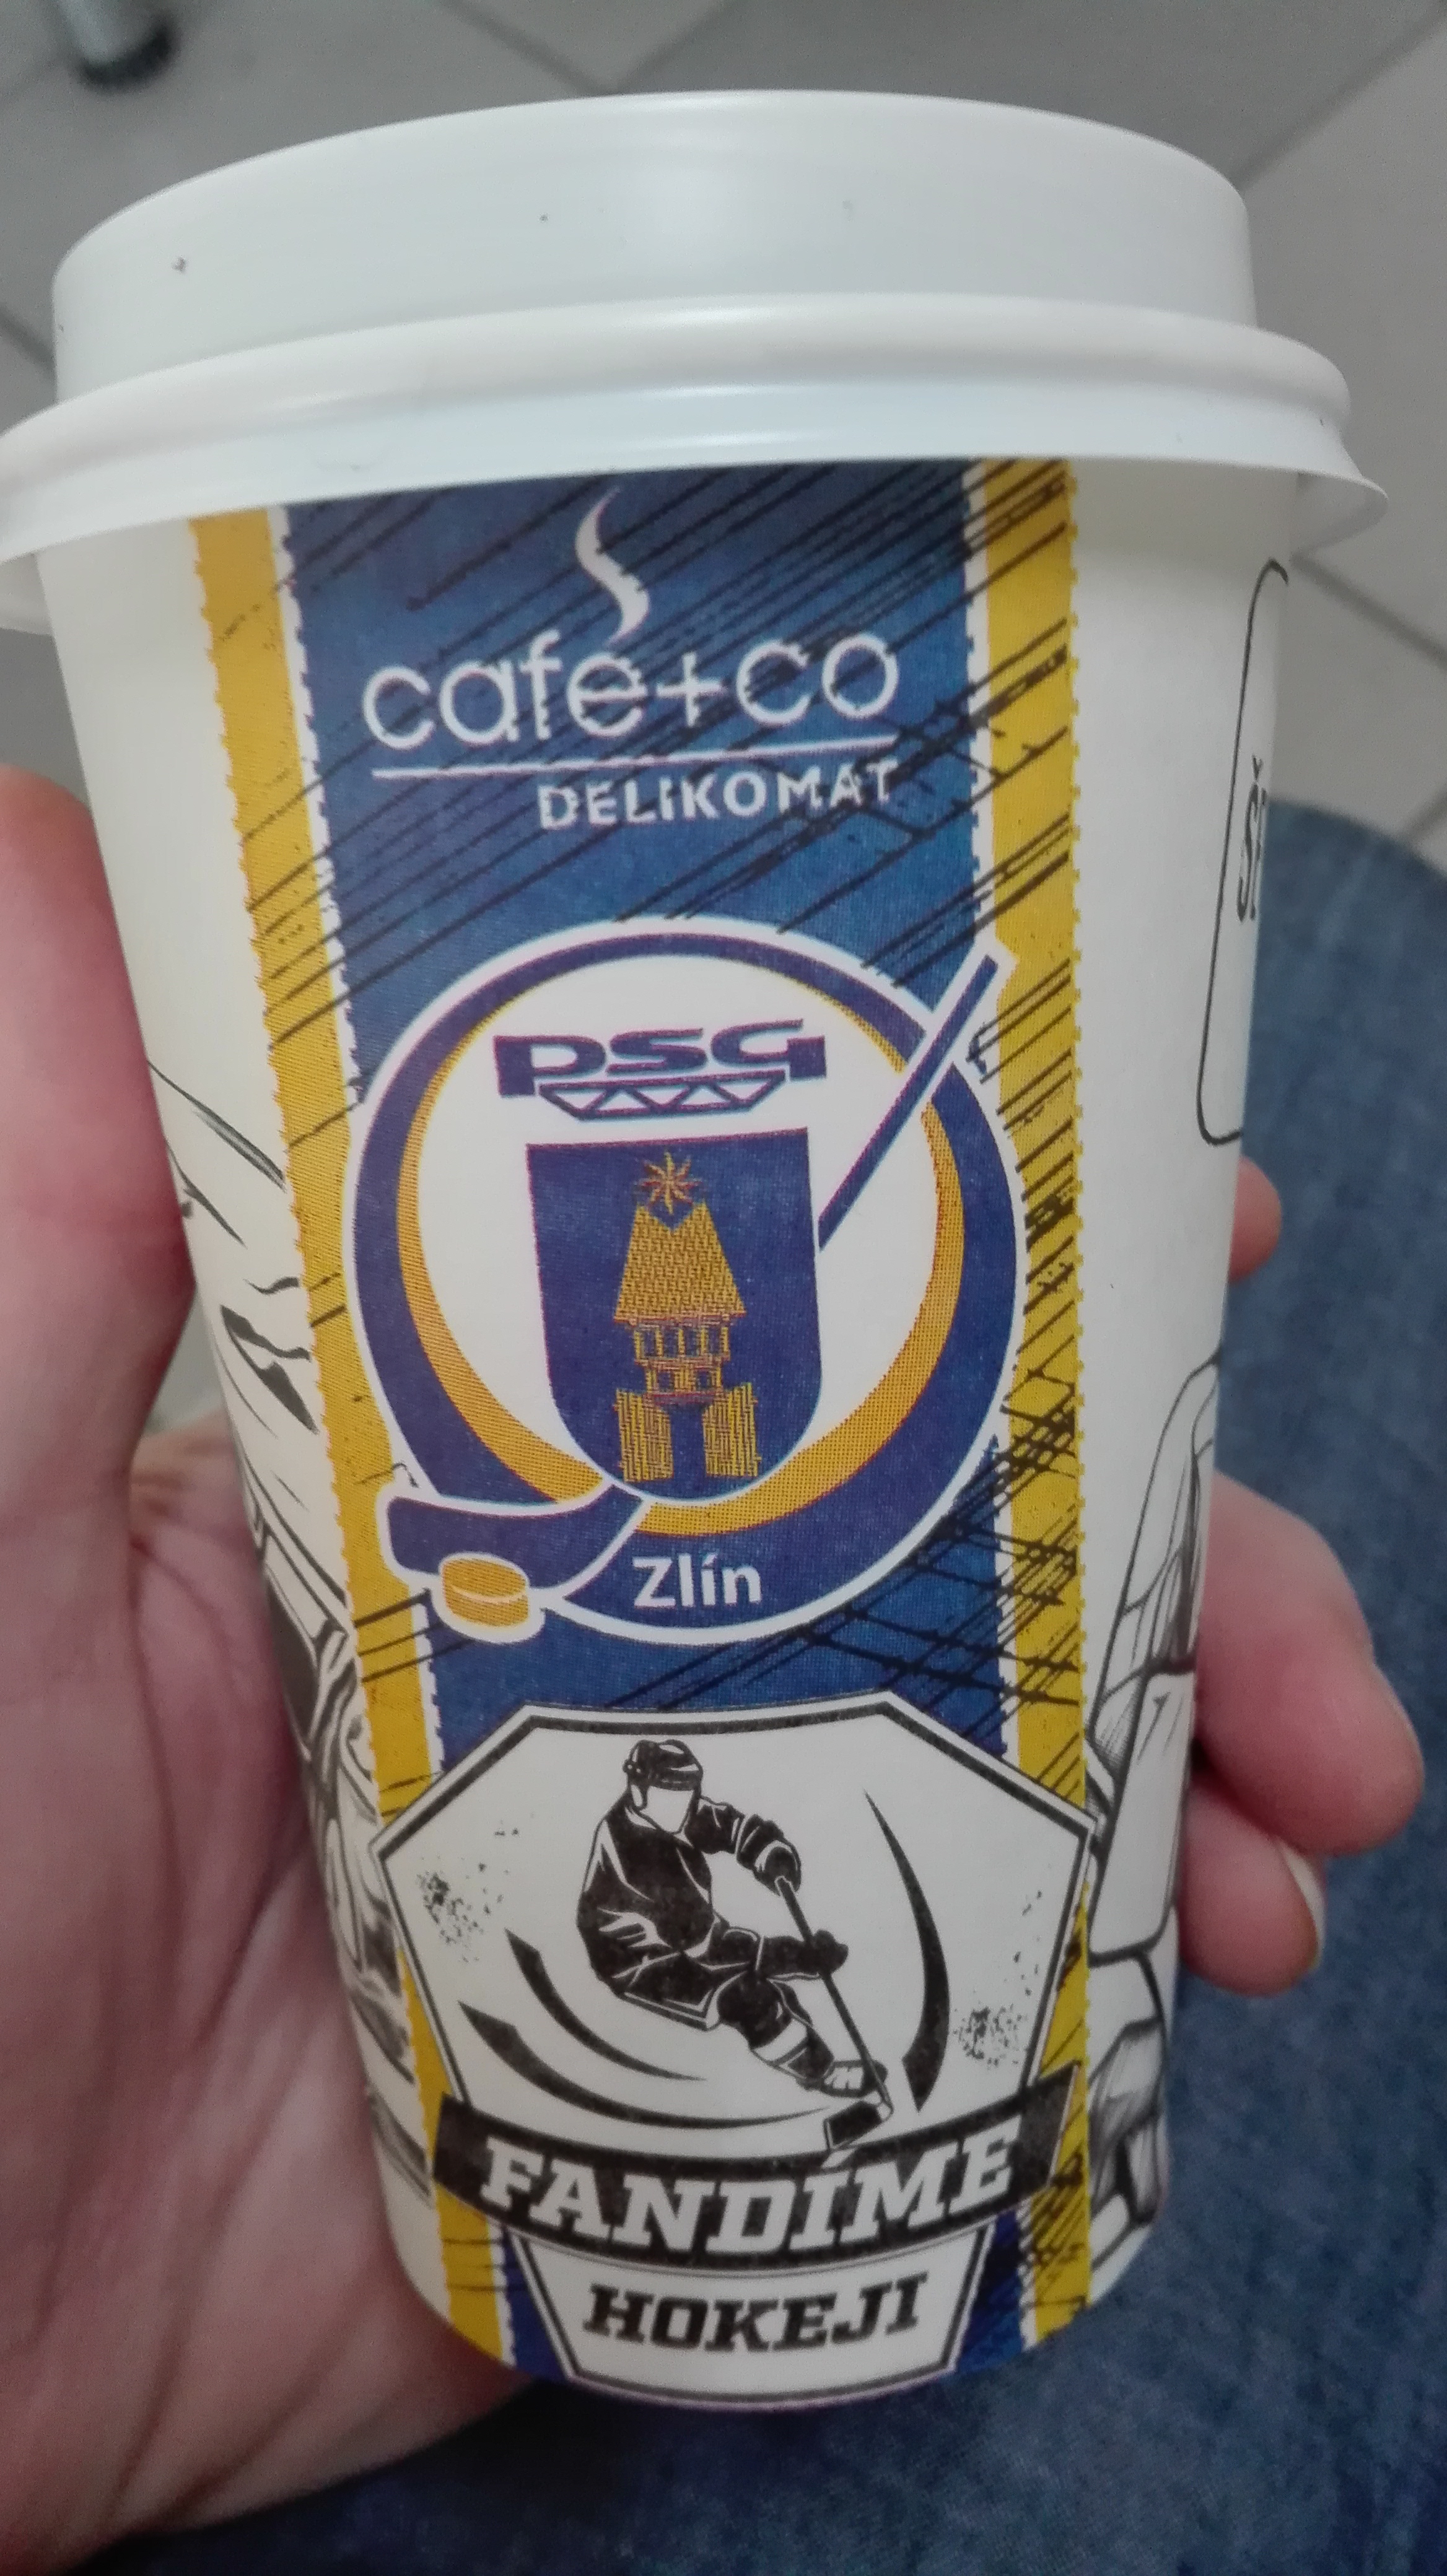 cafe+co
DELIKOMAT
PSG
Zlín
FANDÍME
HOKEJI